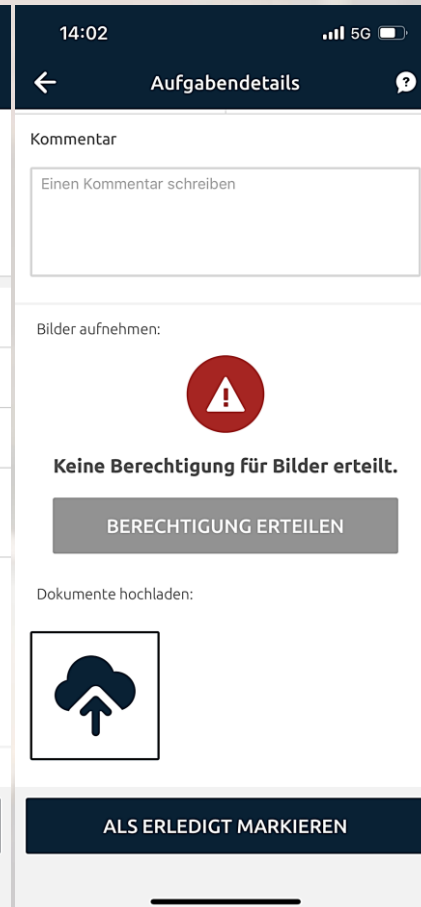 14:02
5G
Aufgabendetails
?
Kommentar
Einen Kommentar schreiben
Bilder aufnehmen:
Keine Berechtigung für Bilder erteilt.
BERECHTIGUNG ERTEILEN
Dokumente hochladen:
ALS ERLEDIGT MARKIEREN